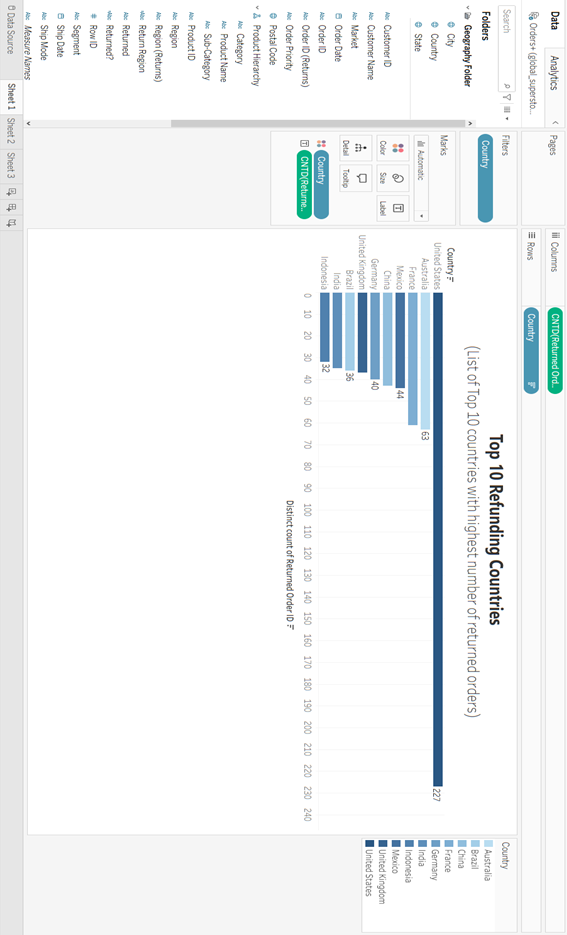 Data
Analytics
Orders+ (global_supersto...
Search
Folders
Geography Folder
City
Country
State
Customer ID
Customer Name
Market
Order Date
Order ID
Order ID (Returns)
Order Priority
Postal Code
Product Hierarchy
Category
Product Name
Sub-Category
Product ID
Region
Region (Returns)
Return Region
Returned
Returned?
Row ID
Segment
Ship Date
Ship Mode
Measure Names
Pages
Filters
Country
Marks
Automatic
Color
Size
Label
Detail
Tooltip
Country
CNTD(Returne..
Columns
CNTD(Returned Ord..
Rows
Country
Top 10 Refunding Countries
(List of Top 10 countries with highest number of returned orders)
Country
United States
227
Australia
63
France
Mexico
44
China
Germany
40
United Kingdom
Brazil
36
India
Indonesia
32
0 10 20 30 40 50 60 70 80 90 100 110 120 130 140 150 160 170 180 190 200 210 220 230 240
Distinct count of Returned Order ID
Country
Australia
Brazil
China
France
Germany
India
Indonesia
Mexico
United Kingdom
United States
Data Source
Sheet 1
Sheet 2
Sheet 3